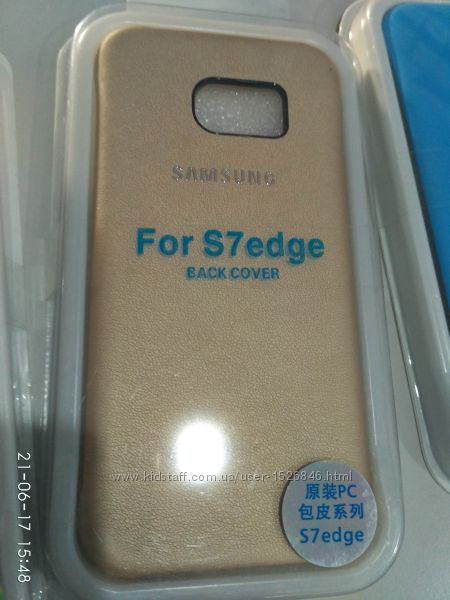 SAMSUNG
For S7edge
BACK COVER
www.kidstaff.com.ua/user-1526846.html
原装PC
包皮系列
S7edge
21-06-17 15:48